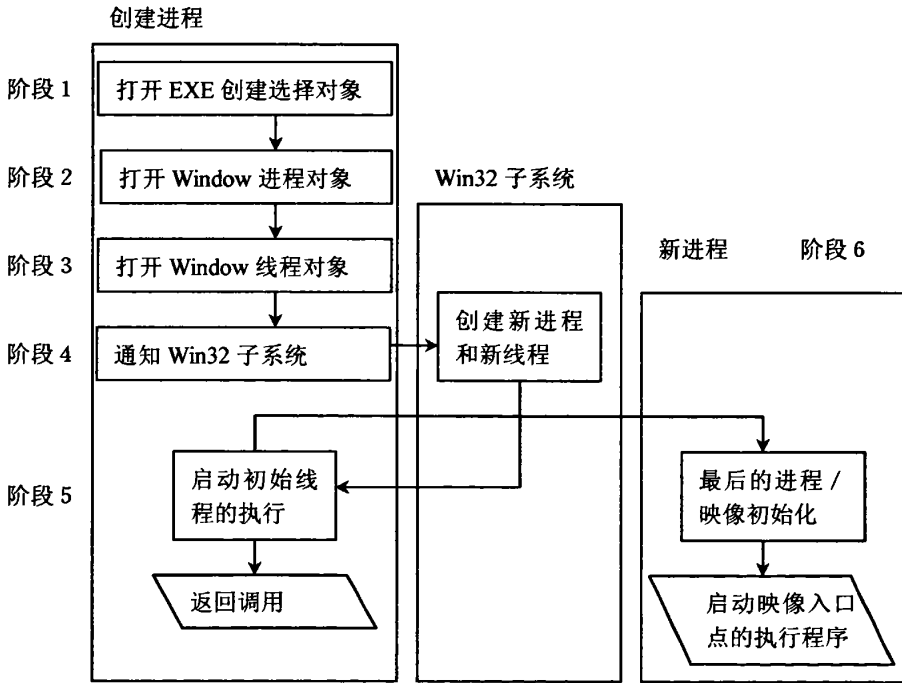 创建进程
阶段 1
打开 EXE 创建选择对象
阶段 2
打开 Window 进程对象
Win32 子系统
阶段 3
打开 Window 线程对象
新进程
阶段 6
阶段 4
通知 Win32 子系统
创建新进程
和新线程
阶段 5
启动初始线
程的执行
最后的进程 /
映像初始化
返回调用
启动映像入口
点的执行程序